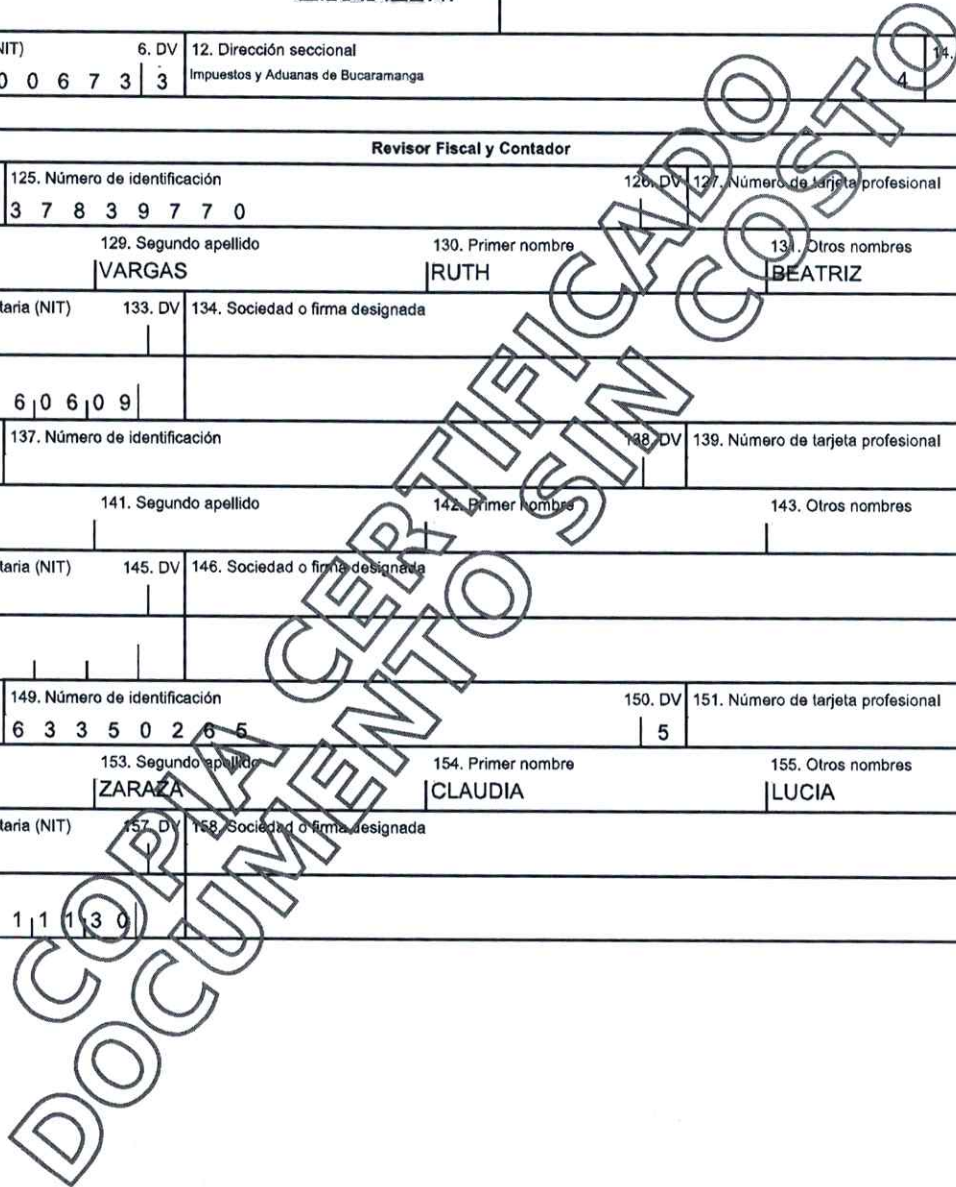 NIT) 6. DV 12. Dirección seccional 14.
0 0 6 7 3 3 Impuestos y Aduanas de Bucaramanga 4
Revisor Fiscal y Contador
125. Número de identificación 126. DV 127. Número de tarjeta profesional
3 7 8 3 9 7 7 0
129. Segundo apellido 130. Primer nombre 131. Otros nombres
VARGAS RUTH BEATRIZ
taria (NIT) 133. DV 134. Sociedad o firma designada
6 0 6 0 9
137. Número de identificación 138. DV 139. Número de tarjeta profesional
141. Segundo apellido 142. Primer nombre 143. Otros nombres
taria (NIT) 145. DV 146. Sociedad o firma designada
149. Número de identificación 150. DV 151. Número de tarjeta profesional
6 3 3 5 0 2 6 5 5
153. Segundo apellido 154. Primer nombre 155. Otros nombres
ZARAZA CLAUDIA LUCIA
taria (NIT) 157. DV 158. Sociedad o firma designada
1 1 1 3 0
COPIA CERTIFICADO
DOCUMENTO SIN COSTO